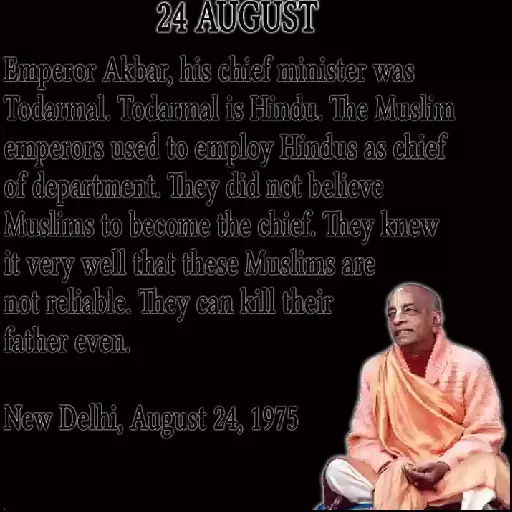 24 AUGUST
Emperor Akbar, his chief minister was
Todarmal. Todarmal is Hindu. The Muslim
emperors used to employ Hindus as chief
of department. They did not believe
Muslims to become the chief. They knew
it very well that these Muslims are
not reliable. They can kill their
father even.
New Delhi, August 24, 1975